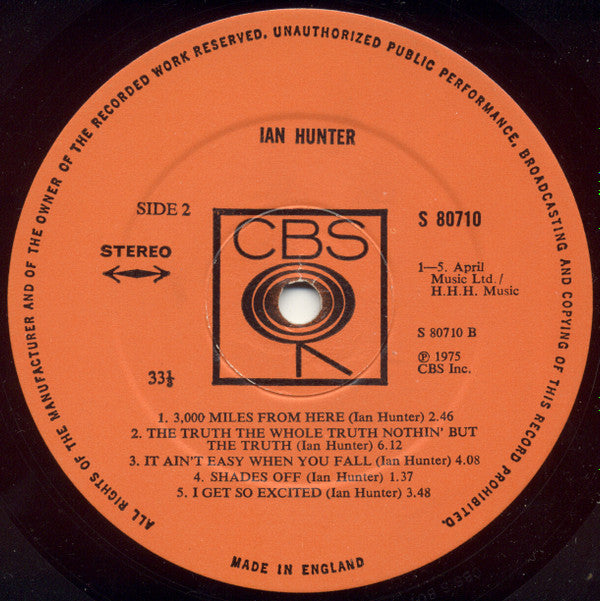 ALL RIGHTS OF THE MANUFACTURER AND OF THE OWNER OF THE RECORDED WORK RESERVED. UNAUTHORIZED PUBLIC PERFORMANCE, BROADCASTING AND COPYING OF THIS RECORD PROHIBITED.
IAN HUNTER
SIDE 2
S 80710
CBS
STEREO
1—5. April
Music Ltd./
H.H.H. Music
S 80710 B
℗ 1975
CBS Inc.
33⅓
1. 3,000 MILES FROM HERE (Ian Hunter) 2.46
2. THE TRUTH THE WHOLE TRUTH NOTHIN' BUT
THE TRUTH (Ian Hunter) 6.12
3. IT AIN'T EASY WHEN YOU FALL (Ian Hunter) 4.08
4. SHADES OFF (Ian Hunter) 1.37
5. I GET SO EXCITED (Ian Hunter) 3.48
MADE IN ENGLAND